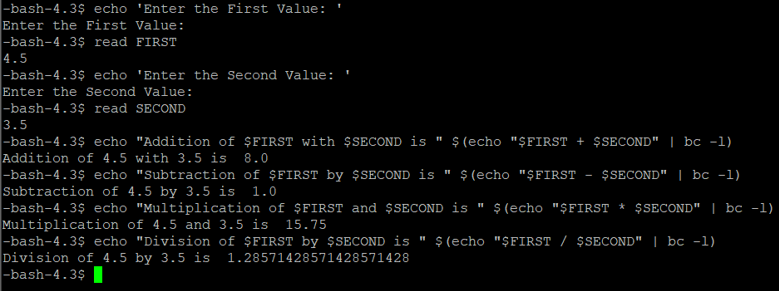 -bash-4.3$ echo 'Enter the First Value: '
Enter the First Value:
-bash-4.3$ read FIRST
4.5
-bash-4.3$ echo 'Enter the Second Value: '
Enter the Second Value:
-bash-4.3$ read SECOND
3.5
-bash-4.3$ echo "Addition of $FIRST with $SECOND is " $(echo "$FIRST + $SECOND" | bc -l)
Addition of 4.5 with 3.5 is  8.0
-bash-4.3$ echo "Subtraction of $FIRST by $SECOND is " $(echo "$FIRST - $SECOND" | bc -l)
Subtraction of 4.5 by 3.5 is  1.0
-bash-4.3$ echo "Multiplication of $FIRST and $SECOND is " $(echo "$FIRST * $SECOND" | bc -l)
Multiplication of 4.5 and 3.5 is  15.75
-bash-4.3$ echo "Division of $FIRST by $SECOND is " $(echo "$FIRST / $SECOND" | bc -l)
Division of 4.5 by 3.5 is  1.28571428571428571428
-bash-4.3$